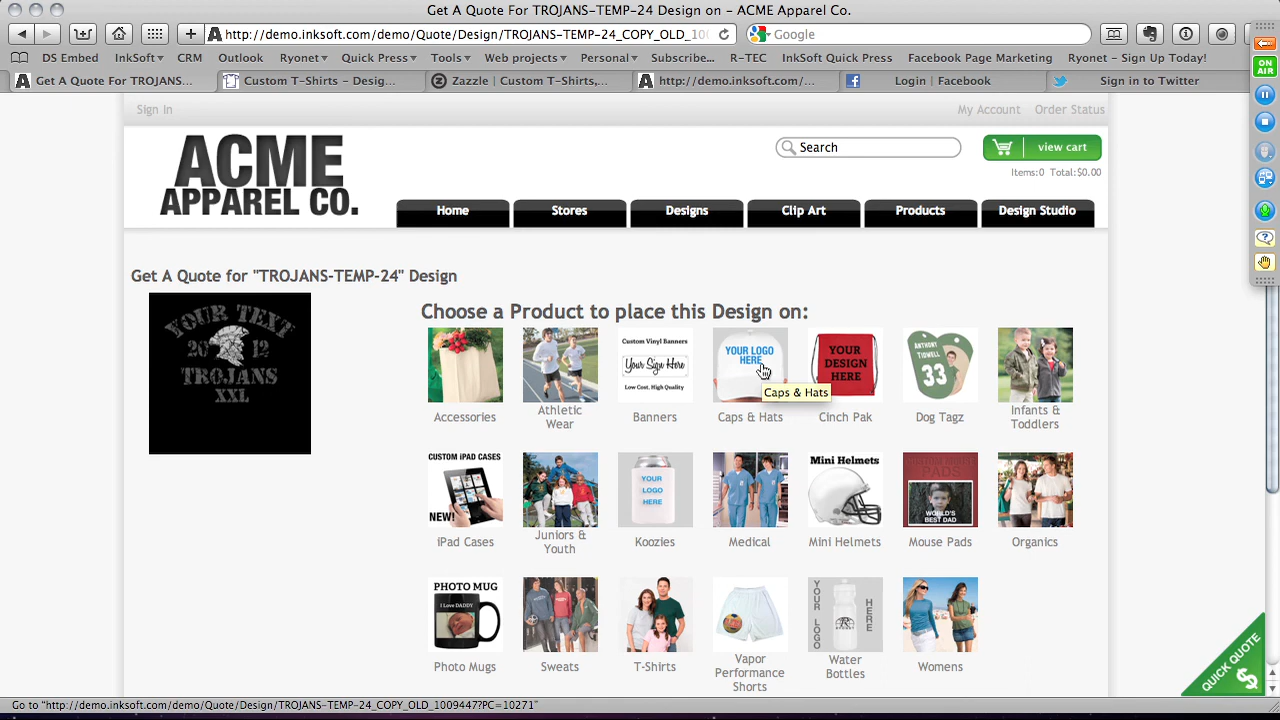 Get A Quote For TROJANS-TEMP-24 Design on - ACME Apparel Co.
http://demo.inksoft.com/demo/Quote/Design/TROJANS-TEMP-24_COPY_OLD_100
Google
DS Embed InkSoft▾ CRM Outlook Ryonet▾ Quick Press▾ Tools▾ Web projects▾ Personal▾ Subscribe... R-TEC InkSoft Quick Press Facebook Page Marketing Ryonet - Sign Up Today!
Get A Quote For TROJANS... Custom T-Shirts – Desig... Zazzle | Custom T-Shirts,... http://demo.inksoft.com/... Login | Facebook Sign in to Twitter
ON
AIR
Sign In My Account Order Status
ACME
APPAREL CO.
Search
view cart
Items:0 Total:$0.00
Home Stores Designs Clip Art Products Design Studio
Get A Quote for "TROJANS-TEMP-24" Design
YOUR TEXT
20 12
TROJANS
XXL
Choose a Product to place this Design on:
Custom Vinyl Banners
Your Sign Here
Low Cost. High Quality
YOUR LOGO
HERE
YOUR
DESIGN
HERE
ANTHONY
TIDWELL
33
Caps & Hats
Accessories
Athletic
Wear
Banners
Caps & Hats
Cinch Pak
Dog Tagz
Infants &
Toddlers
CUSTOM iPAD CASES
NEW!
YOUR
LOGO
HERE
Mini Helmets
CUSTOM MOUSE
PADS
WORLD'S
BEST DAD
iPad Cases
Juniors &
Youth
Koozies
Medical
Mini Helmets
Mouse Pads
Organics
PHOTO MUG
I Love DADDY
YOUR LOGO
HERE
R
Photo Mugs
Sweats
T-Shirts
Vapor
Performance
Shorts
Water
Bottles
Womens
QUICK QUOTE
$
Go to "http://demo.inksoft.com/demo/Quote/Design/TROJANS-TEMP-24_COPY_OLD_1009447?PC=10271"